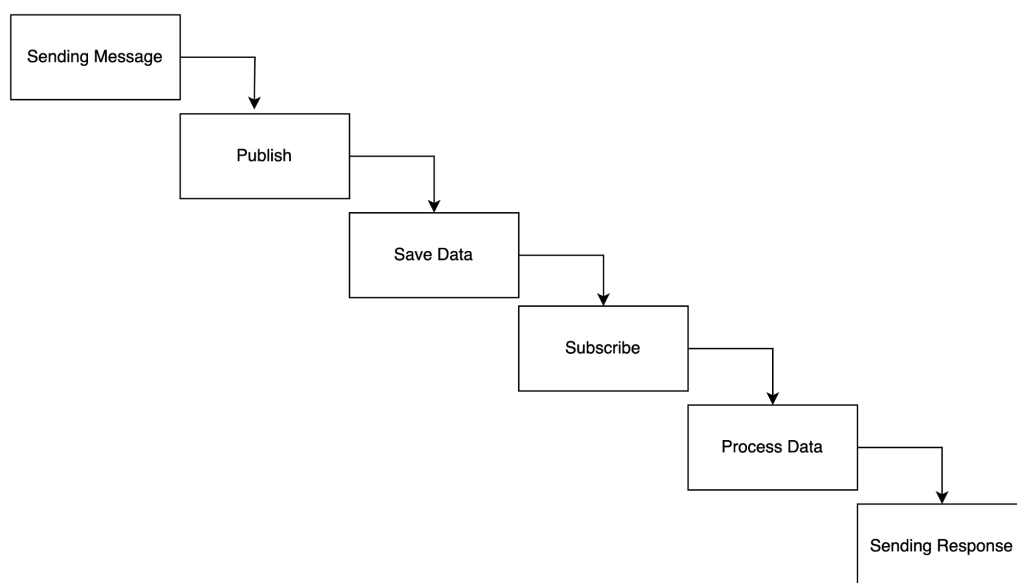 Sending Message
Publish
Save Data
Subscribe
Process Data
Sending Response